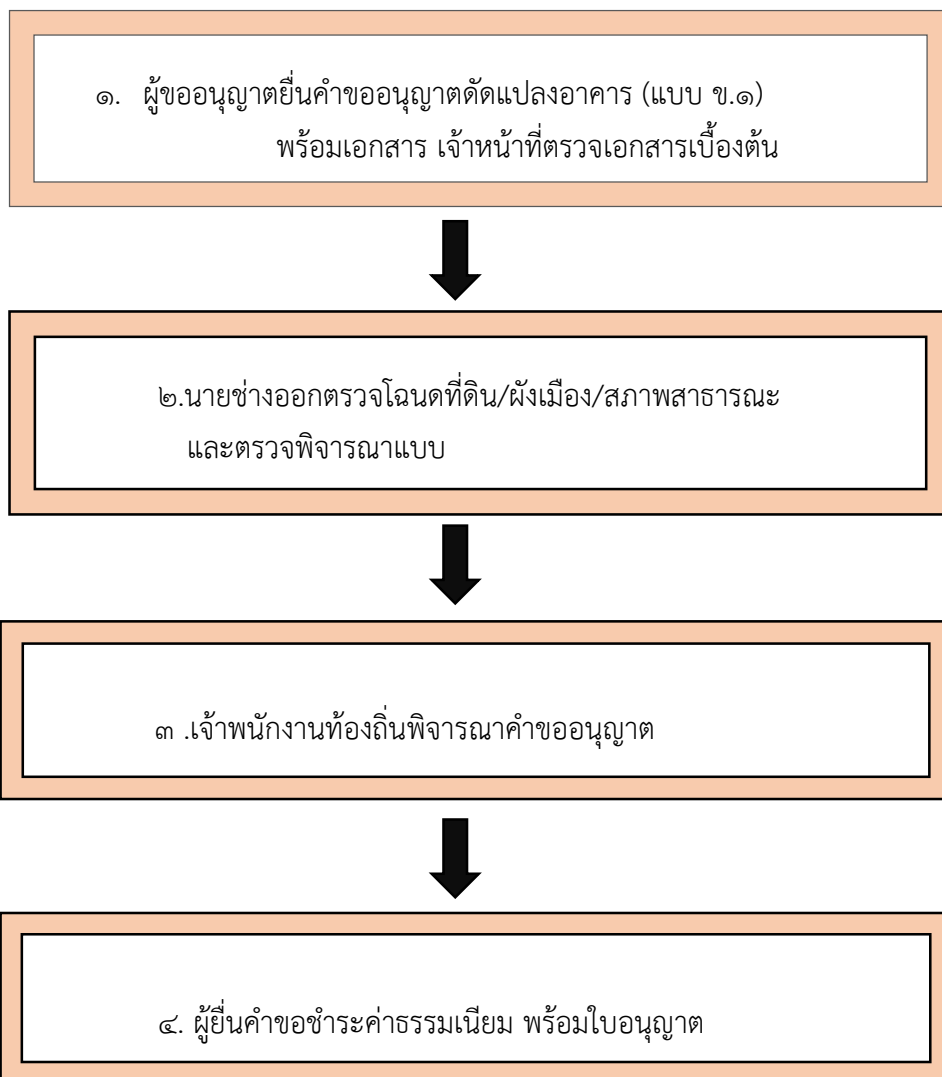 ๑. ผู้ขออนุญาตยื่นคำขออนุญาตดัดแปลงอาคาร (แบบ ข.๑)
พร้อมเอกสาร เจ้าหน้าที่ตรวจเอกสารเบื้องต้น
๒.นายช่างออกตรวจโฉนดที่ดิน/ผังเมือง/สภาพสาธารณะ
และตรวจพิจารณาแบบ
๓ .เจ้าพนักงานท้องถิ่นพิจารณาคำขออนุญาต
๔. ผู้ยื่นคำขอชำระค่าธรรมเนียม พร้อมใบอนุญาต